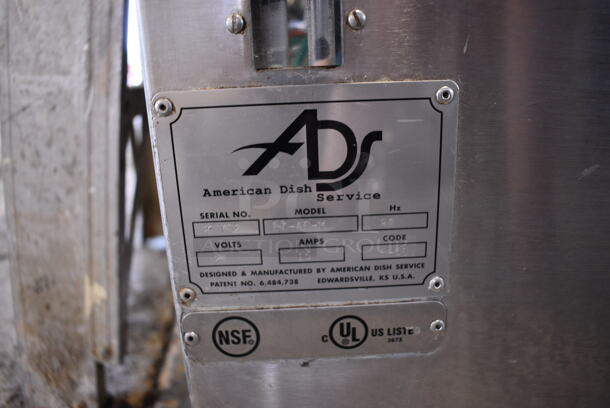 ADS
American Dish
Service
SERIAL NO. MODEL Hz
VOLTS AMPS CODE
DESIGNED & MANUFACTURED BY AMERICAN DISH SERVICE
PATENT NO. 6,484,738 EDWARDSVILLE, KS U.S.A.
NSF
C UL US LISTED